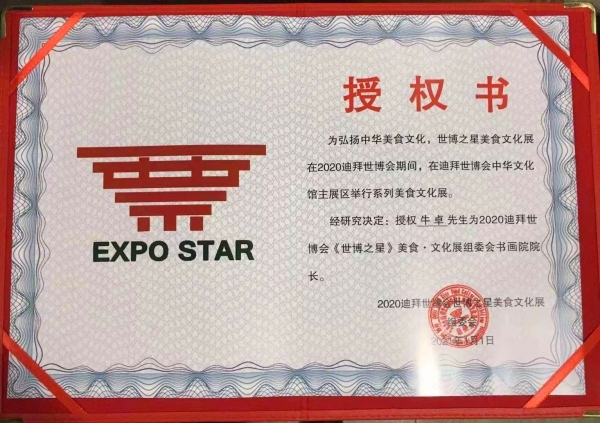 EXPO STAR
授权书
为弘扬中华美食文化，世博之星美食文化展
在2020迪拜世博会期间，在迪拜世博会中华文化
馆主展区举行系列美食文化展。
经研究决定：授权 牛卓 先生为2020迪拜世
博会《世博之星》美食·文化展组委会书画院院
长。
2020迪拜世博会世博之星美食文化展
组委会